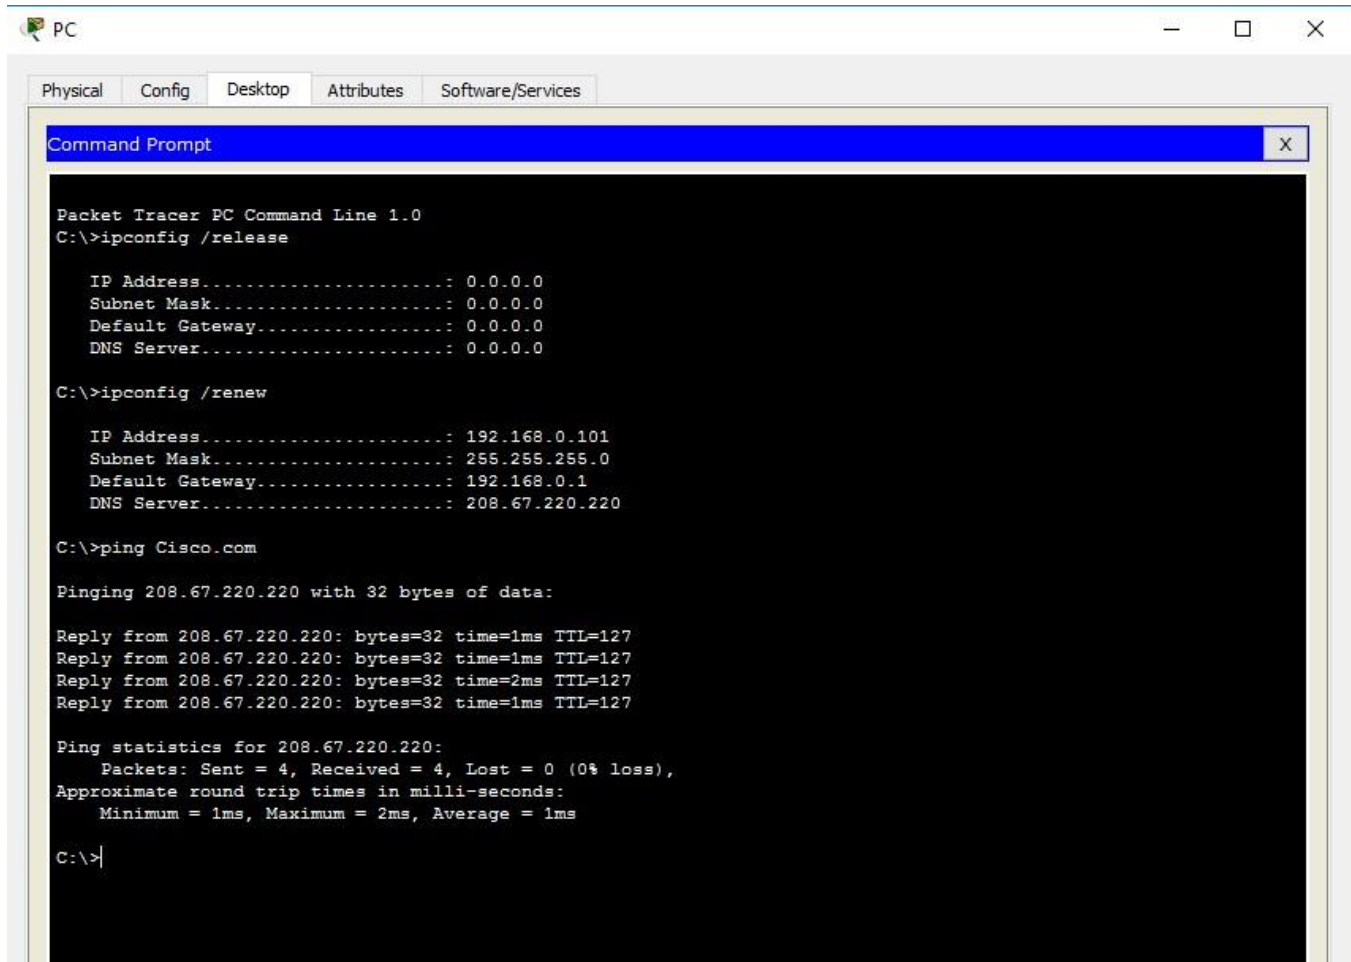 PC
Physical Config Desktop Attributes Software/Services
Command Prompt X
Packet Tracer PC Command Line 1.0
C:\>ipconfig /release
IP Address......................: 0.0.0.0
Subnet Mask.....................: 0.0.0.0
Default Gateway.................: 0.0.0.0
DNS Server......................: 0.0.0.0
C:\>ipconfig /renew
IP Address......................: 192.168.0.101
Subnet Mask.....................: 255.255.255.0
Default Gateway.................: 192.168.0.1
DNS Server......................: 208.67.220.220
C:\>ping Cisco.com
Pinging 208.67.220.220 with 32 bytes of data:
Reply from 208.67.220.220: bytes=32 time=1ms TTL=127
Reply from 208.67.220.220: bytes=32 time=1ms TTL=127
Reply from 208.67.220.220: bytes=32 time=2ms TTL=127
Reply from 208.67.220.220: bytes=32 time=1ms TTL=127
Ping statistics for 208.67.220.220:
Packets: Sent = 4, Received = 4, Lost = 0 (0% loss),
Approximate round trip times in milli-seconds:
Minimum = 1ms, Maximum = 2ms, Average = 1ms
C:\>